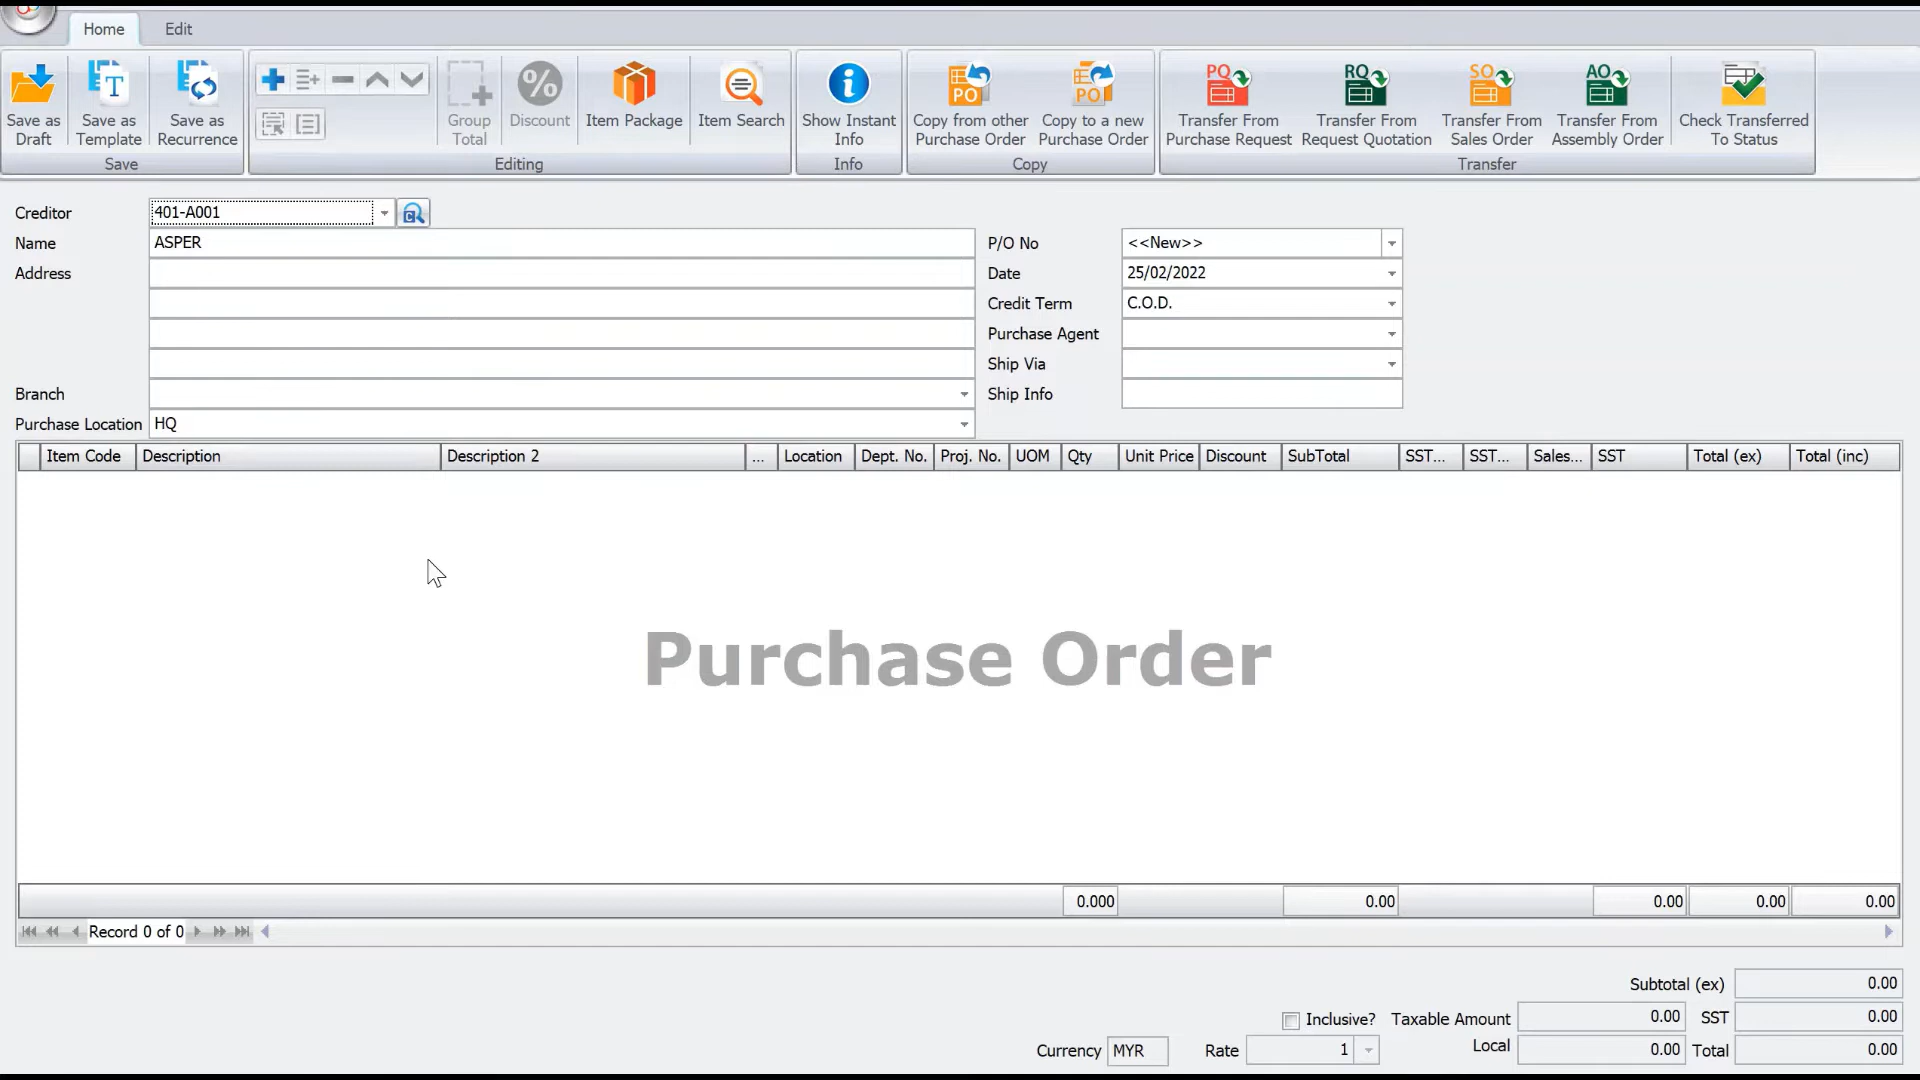 Home Edit
Save as Draft
Save as Template
Save as Recurrence
Save
Group Total
Discount
Item Package
Item Search
Editing
Show Instant Info
Info
Copy from other Purchase Order
Copy to a new Purchase Order
Copy
PO
PO
PQ
RQ
SO
AO
Transfer From Purchase Request
Transfer From Request Quotation
Transfer From Sales Order
Transfer From Assembly Order
Check Transferred To Status
Transfer
Creditor 401-A001
Name ASPER
Address
Branch
Purchase Location HQ
P/O No <<New>>
Date 25/02/2022
Credit Term C.O.D.
Purchase Agent
Ship Via
Ship Info
Item Code Description Description 2 ... Location Dept. No. Proj. No. UOM Qty Unit Price Discount SubTotal SST... SST... Sales... SST Total (ex) Total (inc)
Purchase Order
0.000 0.00 0.00 0.00 0.00
Record 0 of 0
Subtotal (ex) 0.00
Inclusive? Taxable Amount 0.00 SST 0.00
Currency MYR Rate 1 Local 0.00 Total 0.00